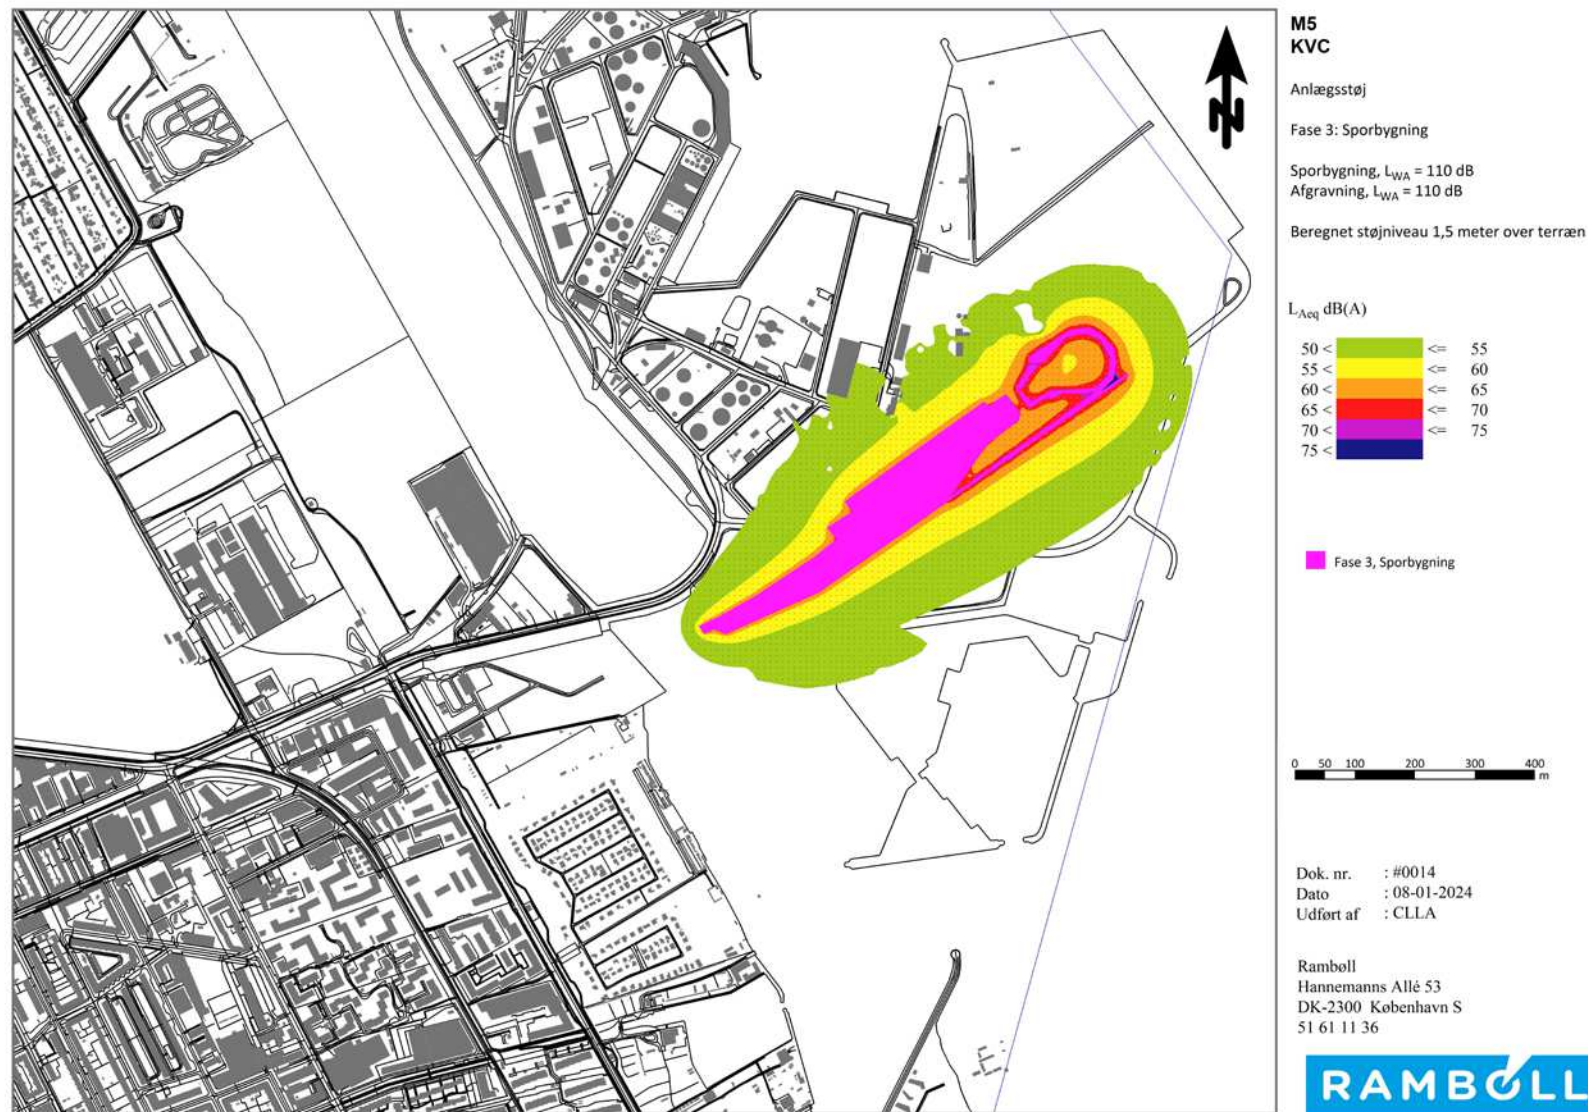 M5
KVC
Anlægsstøj
Fase 3: Sporbygning
Sporbygning, LWA = 110 dB
Afgravning, LWA = 110 dB
Beregnet støjniveau 1,5 meter over terræn
LAeq dB(A)
50 < <= 55
55 < <= 60
60 < <= 65
65 < <= 70
70 < <= 75
75 <
Fase 3, Sporbygning
0 50 100 200 300 400
m
Dok. nr. : #0014
Dato : 08-01-2024
Udført af : CLLA
Rambøll
Hannemanns Allé 53
DK-2300 København S
51 61 11 36
RAMBOLL
N